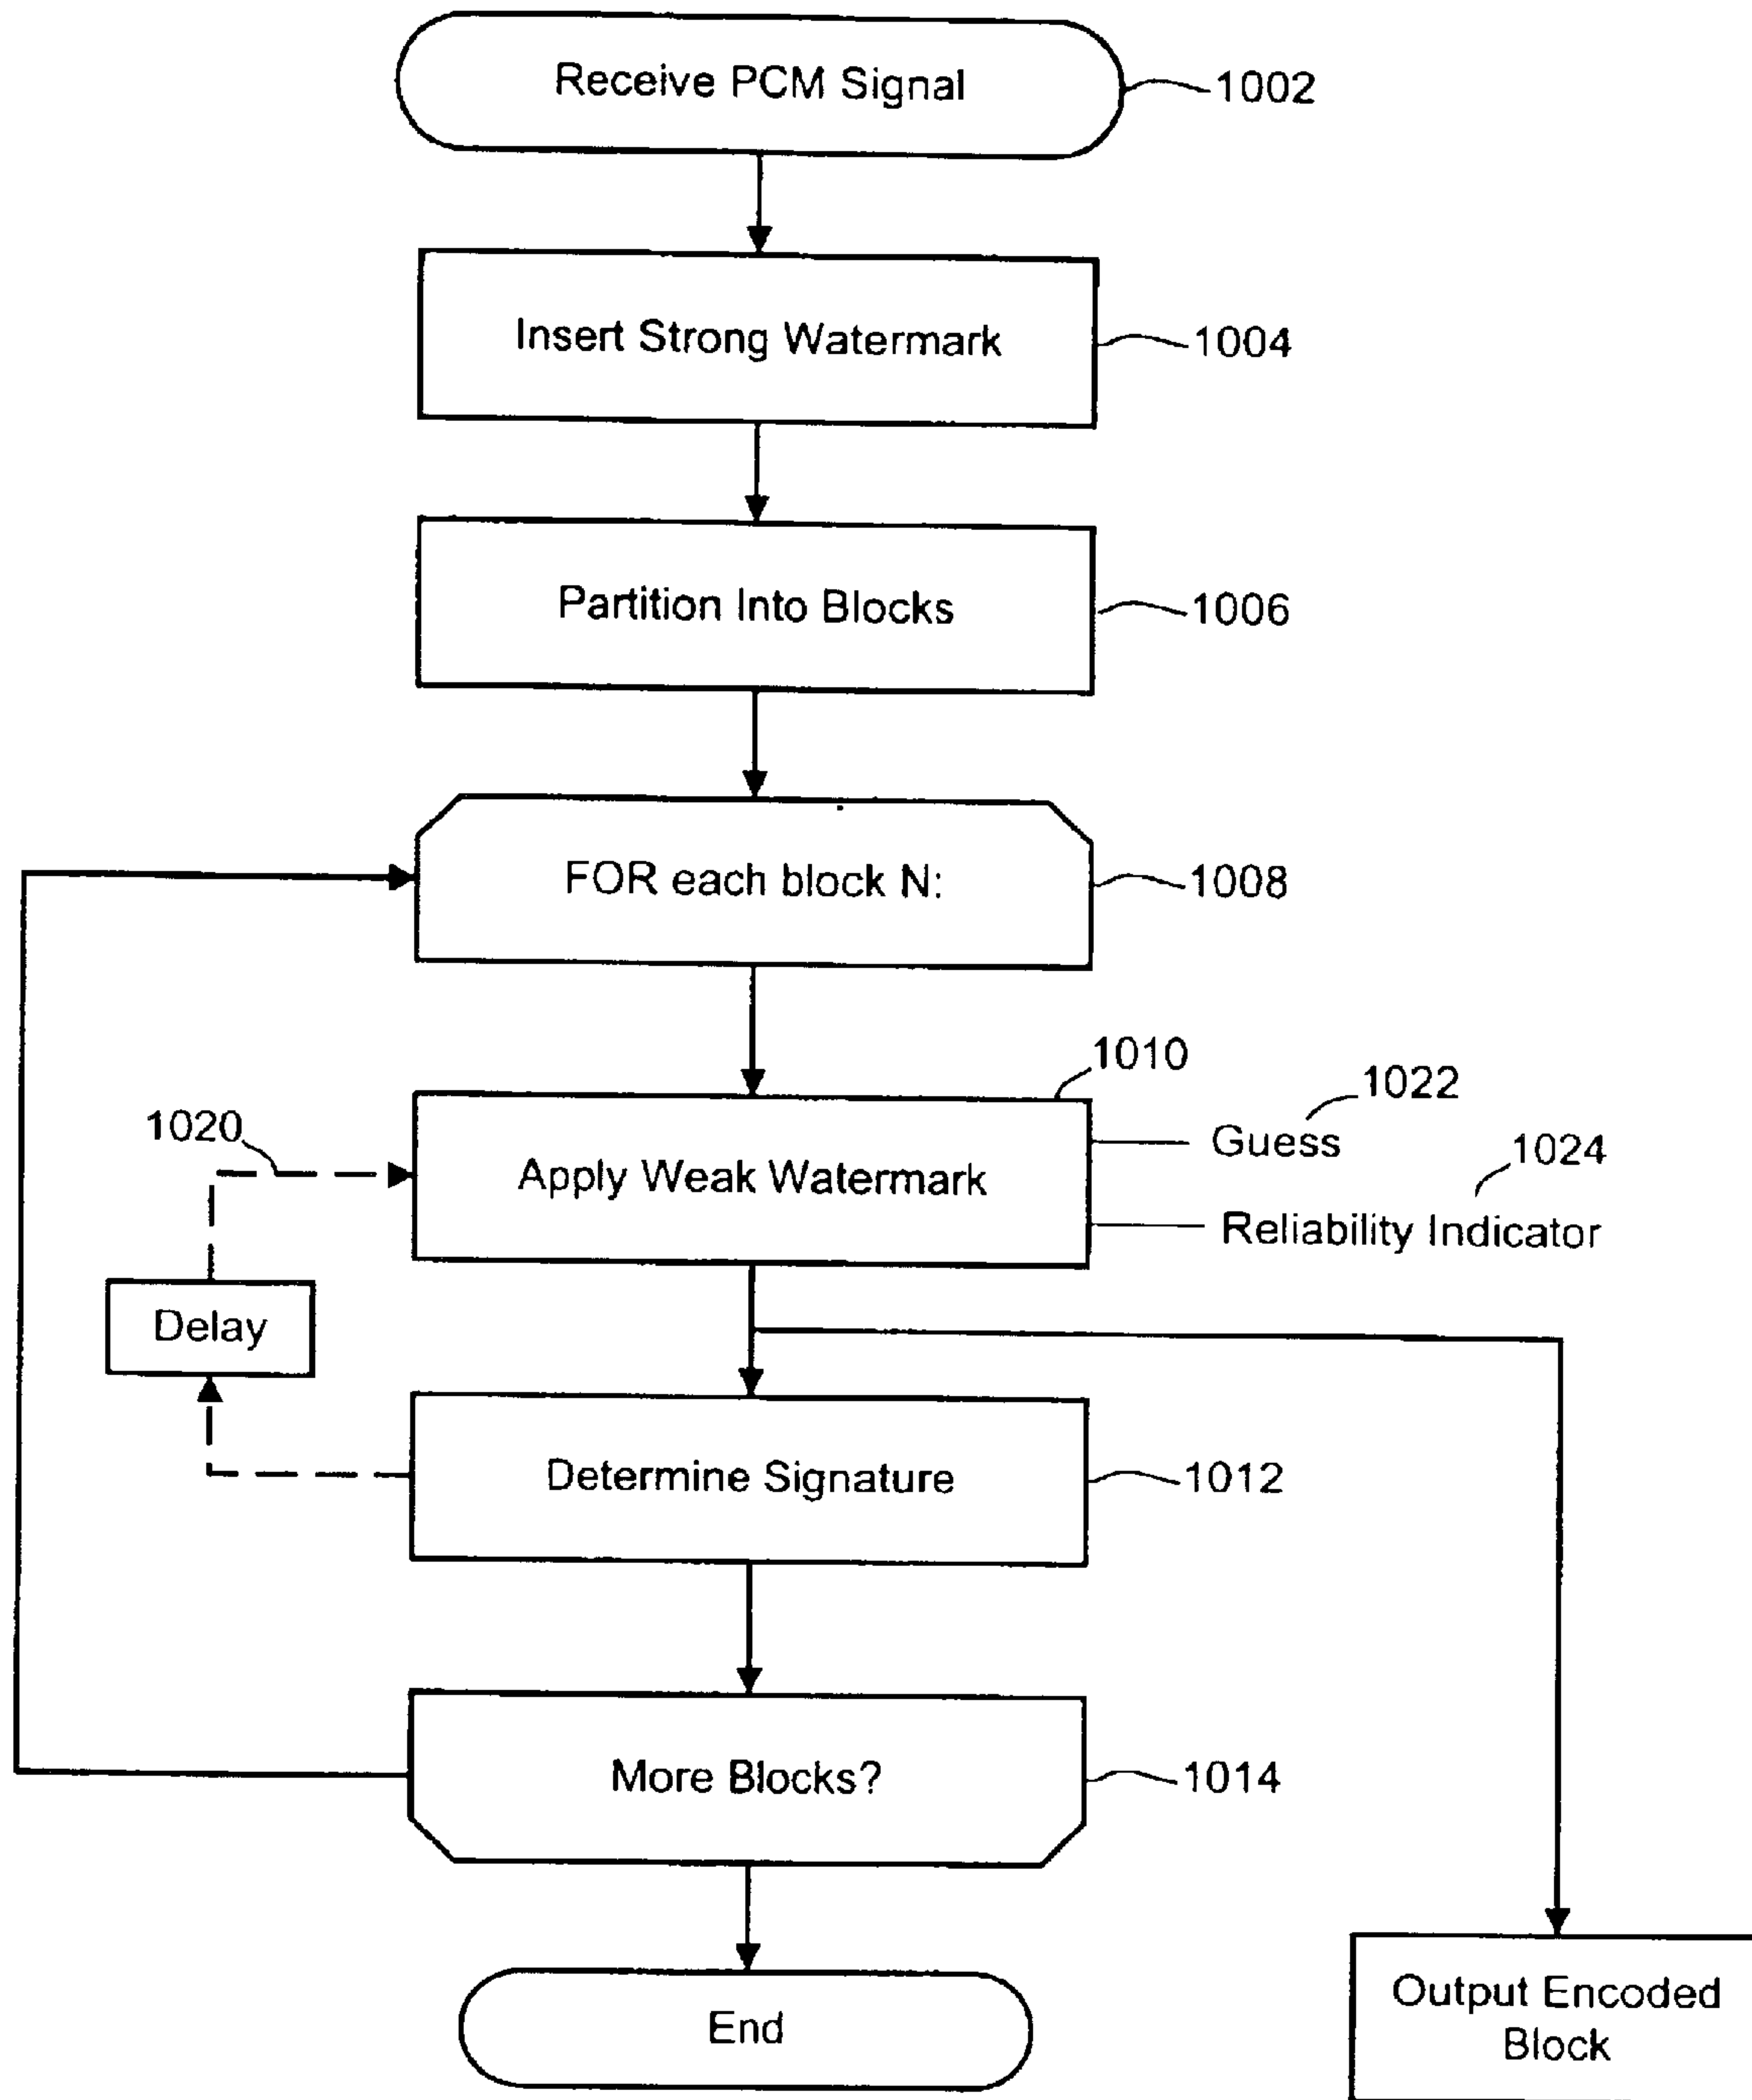 Receive PCM Signal
1002
Insert Strong Watermark
1004
Partition Into Blocks
1006
FOR each block N:
1008
1010
1022
Guess
1020
1024
Apply Weak Watermark
Reliability Indicator
Delay
Determine Signature
1012
More Blocks?
1014
Output Encoded
Block
End